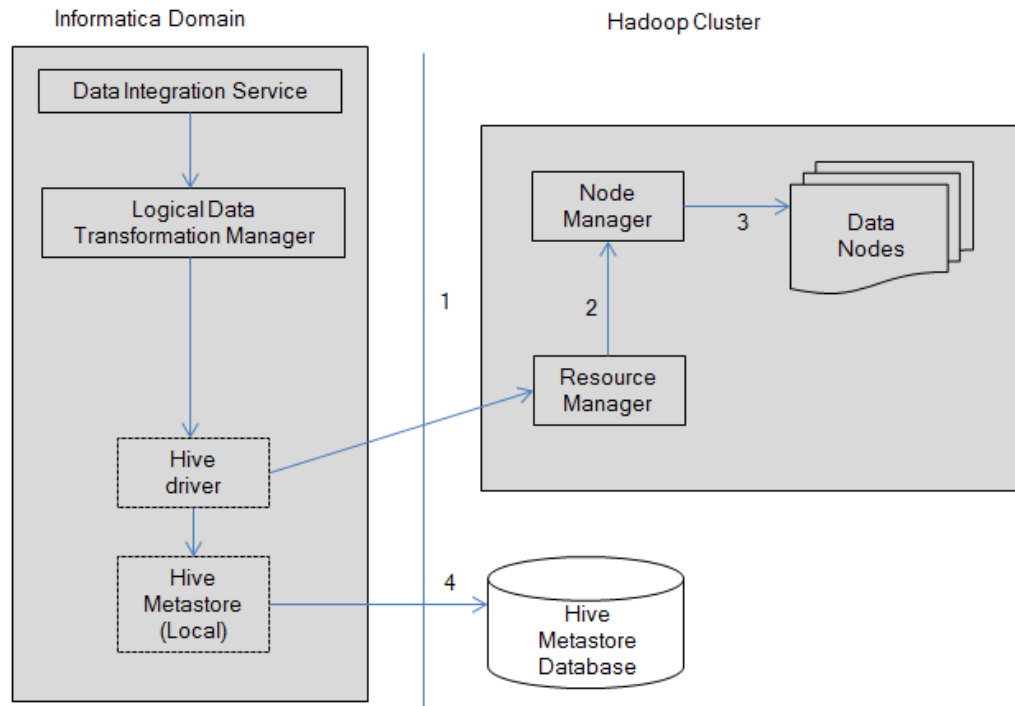 Informatica Domain
Hadoop Cluster
Data Integration Service
Logical Data
Transformation Manager
Hive
driver
Hive
Metastore
(Local)
1
Node
Manager
3
Data
Nodes
2
Resource
Manager
4
Hive
Metastore
Database